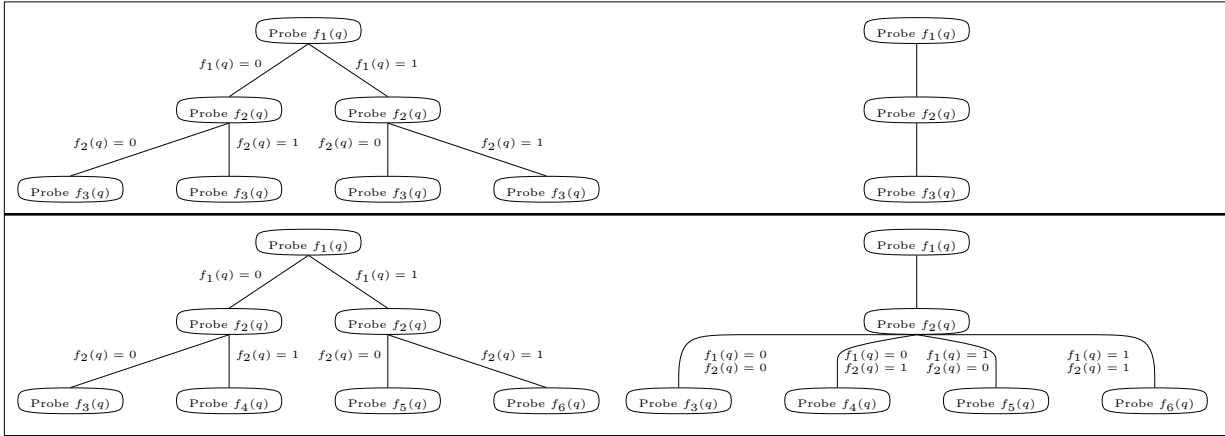 Probe f₁(q)
Probe f₁(q)
f₁(q) = 0
f₁(q) = 1
Probe f₂(q)
Probe f₂(q)
Probe f₂(q)
f₂(q) = 0
f₂(q) = 1
f₂(q) = 0
f₂(q) = 1
Probe f₃(q)
Probe f₃(q)
Probe f₃(q)
Probe f₃(q)
Probe f₃(q)
Probe f₁(q)
Probe f₁(q)
f₁(q) = 0
f₁(q) = 1
Probe f₂(q)
Probe f₂(q)
Probe f₂(q)
f₂(q) = 0
f₂(q) = 1
f₂(q) = 0
f₂(q) = 1
f₁(q) = 0
f₂(q) = 0
f₁(q) = 0
f₂(q) = 1
f₁(q) = 1
f₂(q) = 0
f₁(q) = 1
f₂(q) = 1
Probe f₃(q)
Probe f₄(q)
Probe f₅(q)
Probe f₆(q)
Probe f₃(q)
Probe f₄(q)
Probe f₅(q)
Probe f₆(q)